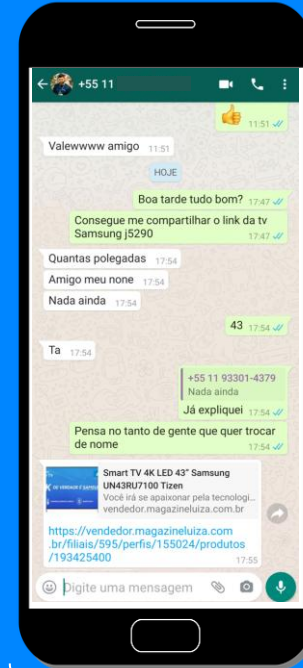 +55 11
11:51
Valewwww amigo 11:51
HOJE
Boa tarde tudo bom? 17:47
Consegue me compartilhar o link da tv
Samsung j5290 17:47
Quantas polegadas 17:54
Amigo meu none 17:54
Nada ainda 17:54
43 17:54
Ta 17:54
+55 11 93301-4379
Nada ainda
Já expliquei 17:54
Pensa no tanto de gente que quer trocar
de nome 17:54
Smart TV 4K LED 43" Samsung
UN43RU7100 Tizen
Você irá se apaixonar pela tecnologi...
vendedor.magazineluiza.com.br
https://vendedor.magazineluiza.com
.br/filiais/595/perfis/155024/produtos
/193425400 17:55
Digite uma mensagem